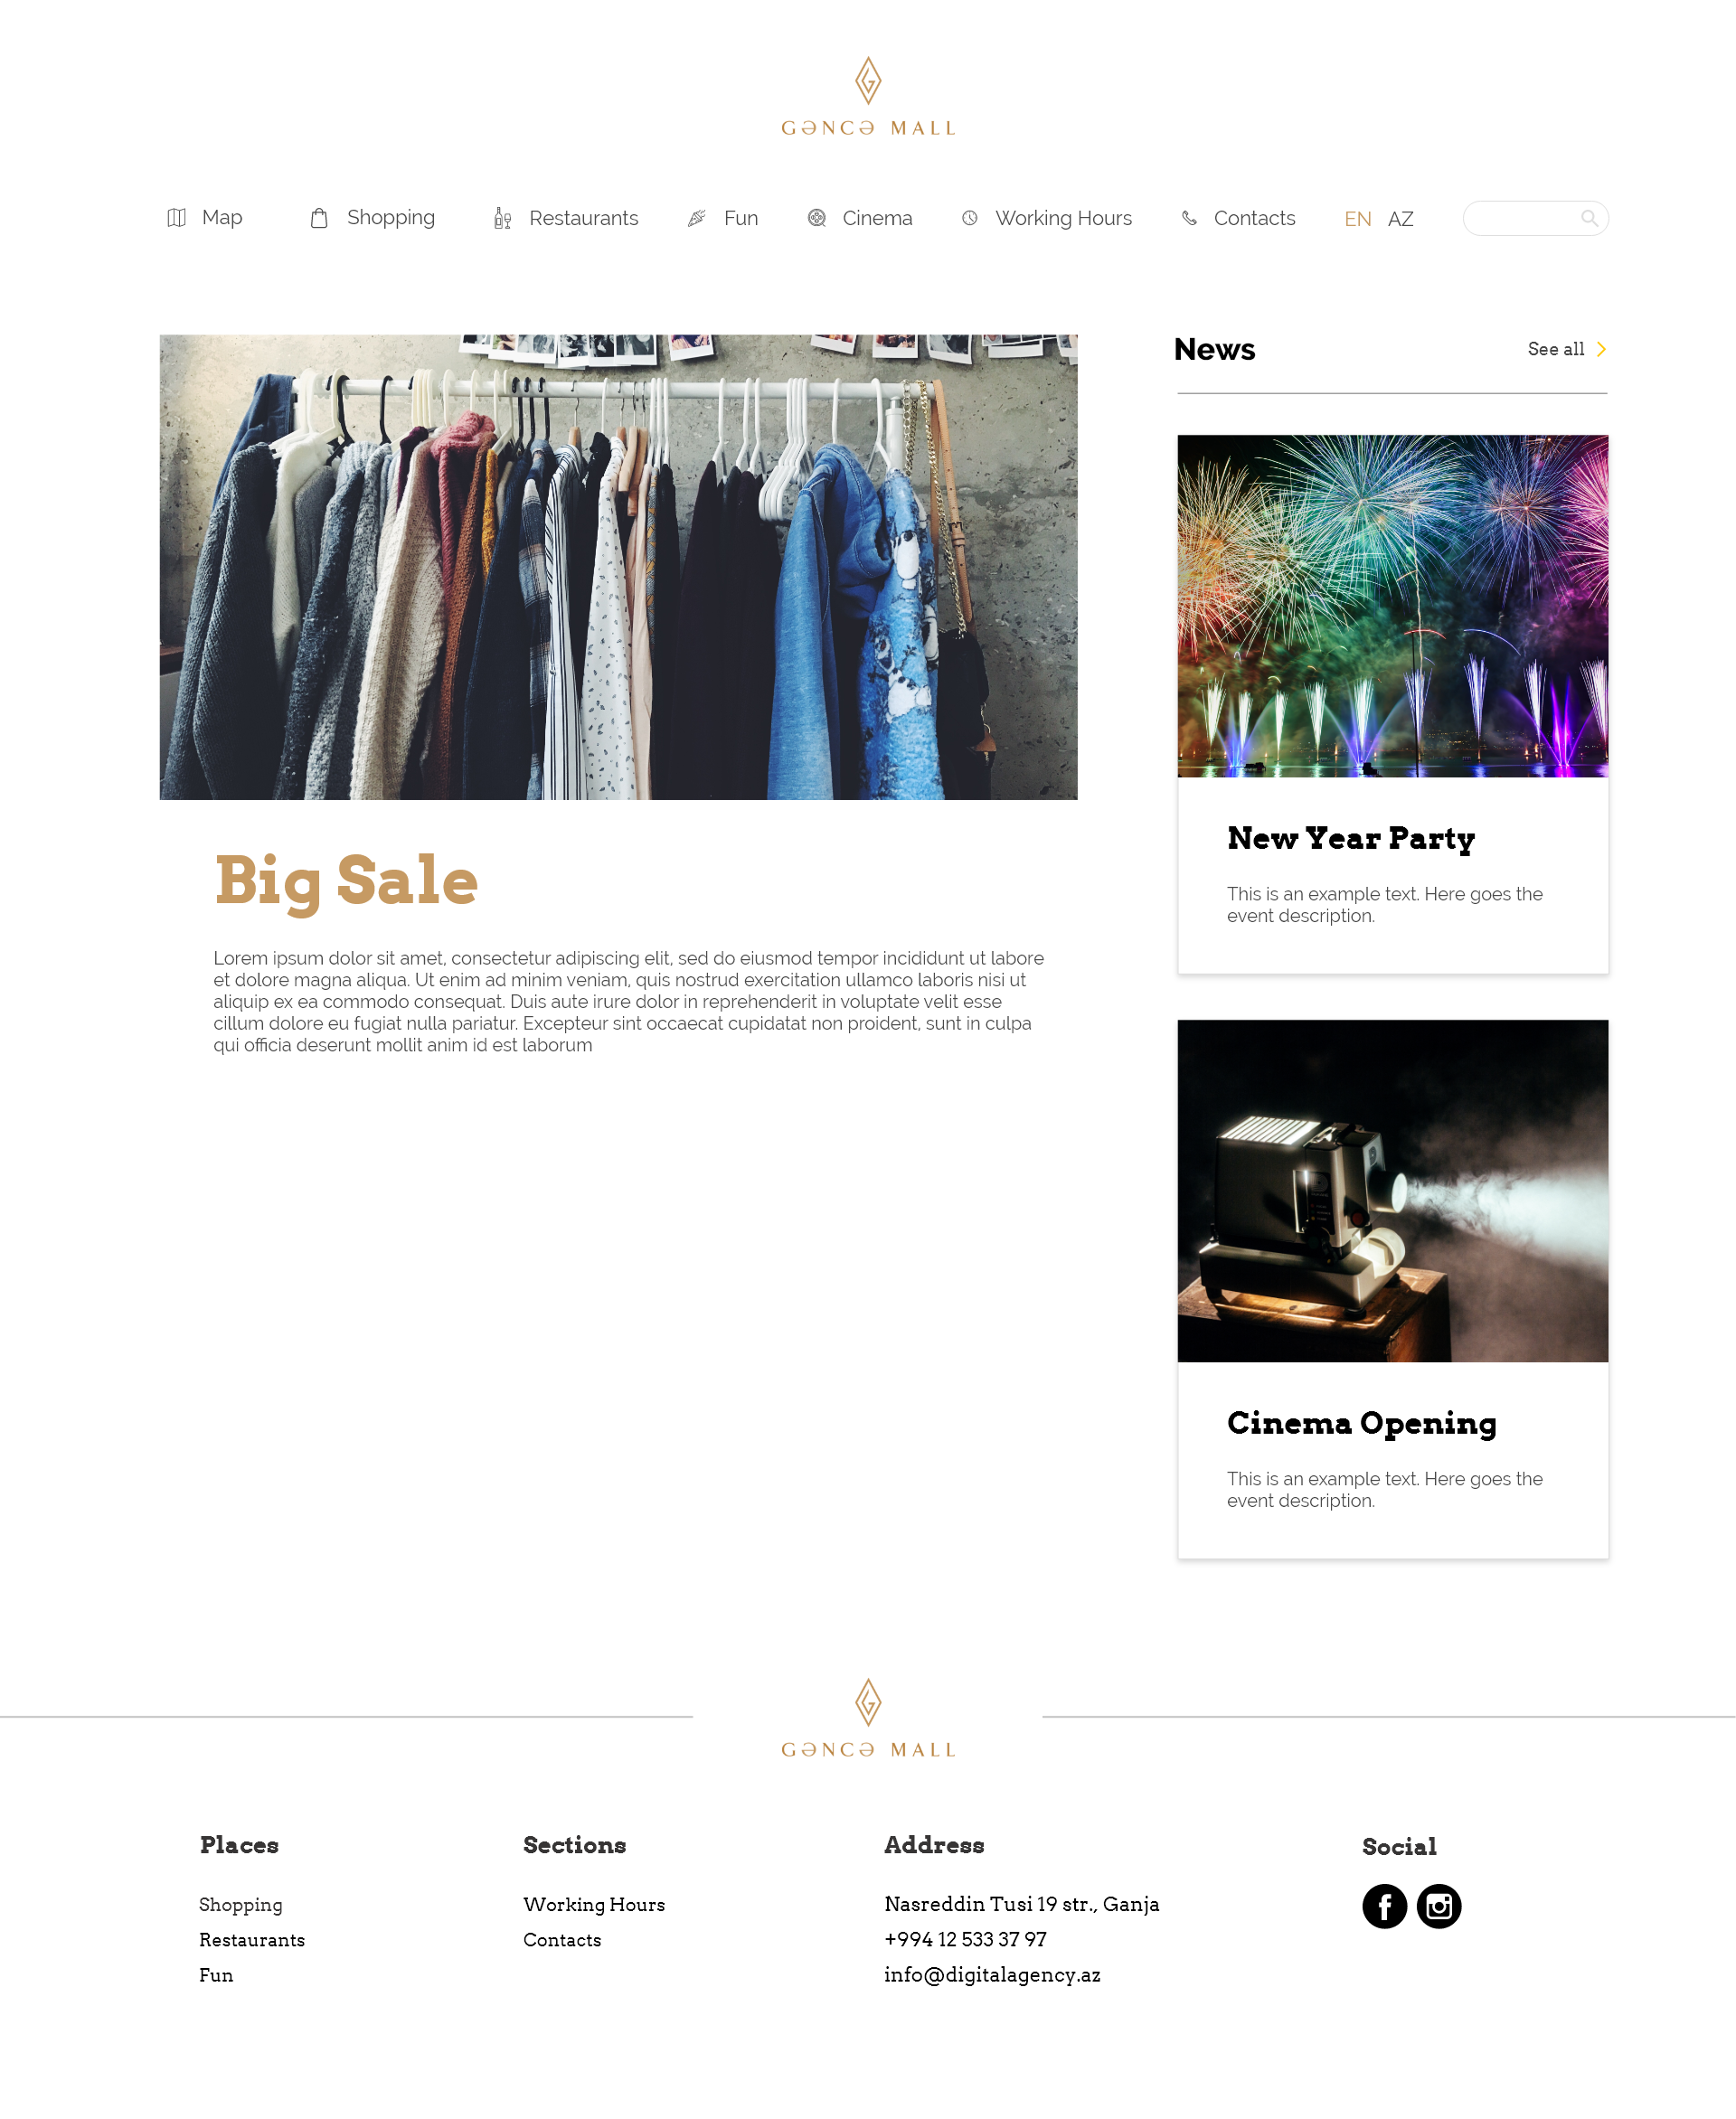 GƏNCƏ MALL
Map Shopping Restaurants Fun Cinema Working Hours Contacts EN AZ
News See all
Big Sale
Lorem ipsum dolor sit amet, consectetur adipiscing elit, sed do eiusmod tempor incididunt ut labore
et dolore magna aliqua. Ut enim ad minim veniam, quis nostrud exercitation ullamco laboris nisi ut
aliquip ex ea commodo consequat. Duis aute irure dolor in reprehenderit in voluptate velit esse
cillum dolore eu fugiat nulla pariatur. Excepteur sint occaecat cupidatat non proident, sunt in culpa
qui officia deserunt mollit anim id est laborum
New Year Party
This is an example text. Here goes the
event description.
Cinema Opening
This is an example text. Here goes the
event description.
GƏNCƏ MALL
Places
Shopping
Restaurants
Fun
Sections
Working Hours
Contacts
Address
Nasreddin Tusi 19 str., Ganja
+994 12 533 37 97
info@digitalagency.az
Social